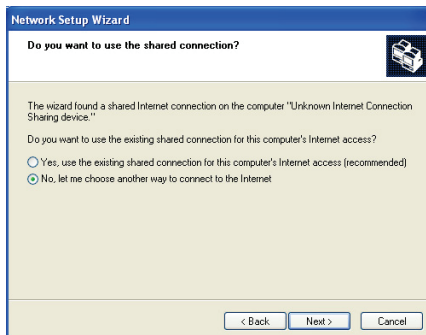 Network Setup Wizard
Do you want to use the shared connection?
The wizard found a shared Internet connection on the computer "Unknown Internet Connection
Sharing device."
Do you want to use the existing shared connection for this computer's Internet access?
Yes, use the existing shared connection for this computer's Internet access (recommended)
No, let me choose another way to connect to the Internet
< Back
Next >
Cancel